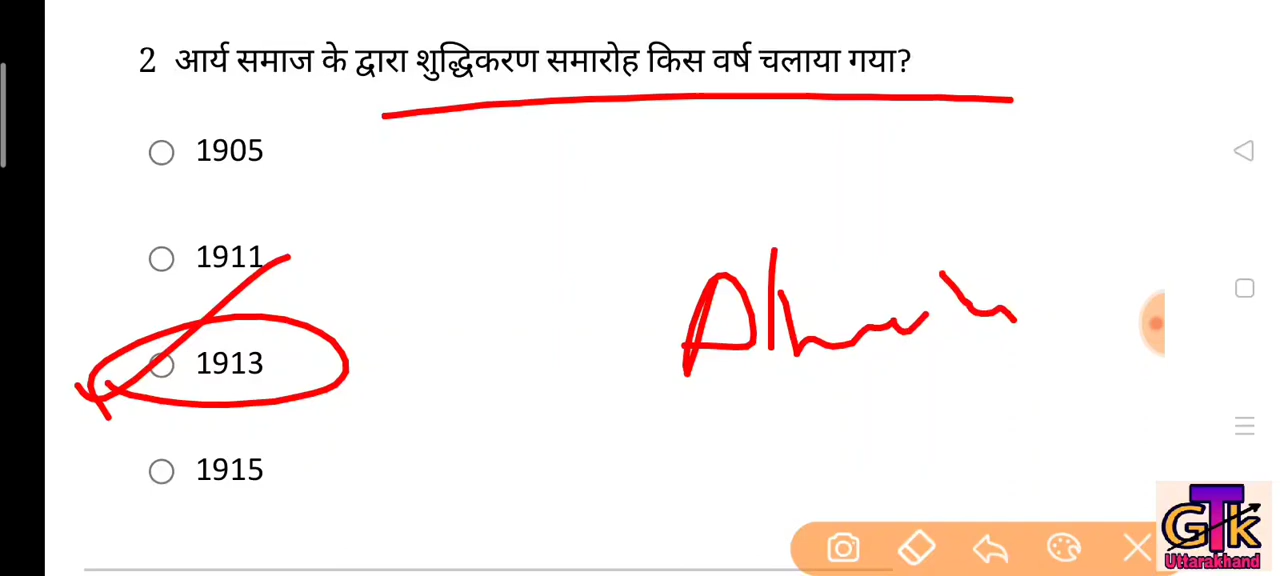 2 आर्य समाज के द्वारा शुद्धिकरण समारोह किस वर्ष चलाया गया?
1905
1911
1913
1915
GTK
Uttarakhand